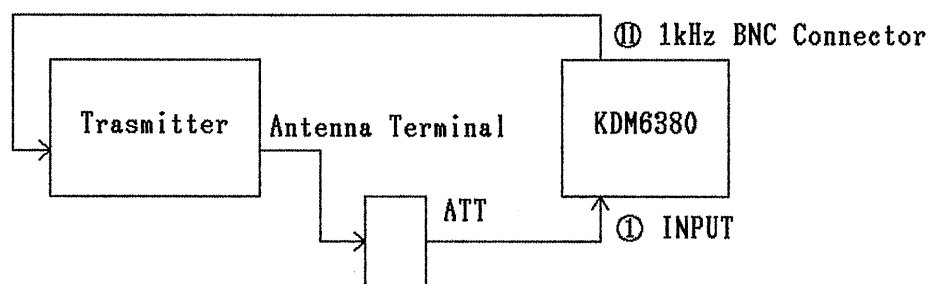 ⑪ 1kHz BNC Connector
Trasmitter
Antenna Terminal
KDM6380
ATT
① INPUT